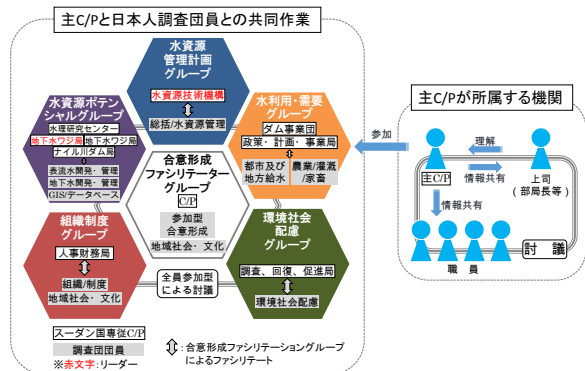 主C/Pと日本人調査団員との共同作業
水資源
管理計画
グループ
水資源技術機構
総括/水資源管理
水資源ポテン
シャルグループ
水理研究センター
地下水ワジ局 地下水ワジ局
ナイル川ダム局
表流水開発・管理
地下水開発・管理
GIS/データベース
水利用・需要
グループ
ダム事業団
政策・計画・事業局
都市及び
地方給水
農業/灌漑
/家畜
合意形成
ファシリテーター
グループ
C/P
参加型
合意形成
地域社会・文化
組織制度
グループ
人事財務局
組織/制度
地域社会・文化
環境社会
配慮
グループ
調査、回復、促進局
環境社会配慮
全員参加型
による討議
スーダン国専従C/P
調査団団員
※赤文字：リーダー
：合意形成ファシリテーショングループ
によるファシリテート
参加
主C/Pが所属する機関
理解
情報共有
主C/P
上司
（部局長等）
情報共有
職員
討議